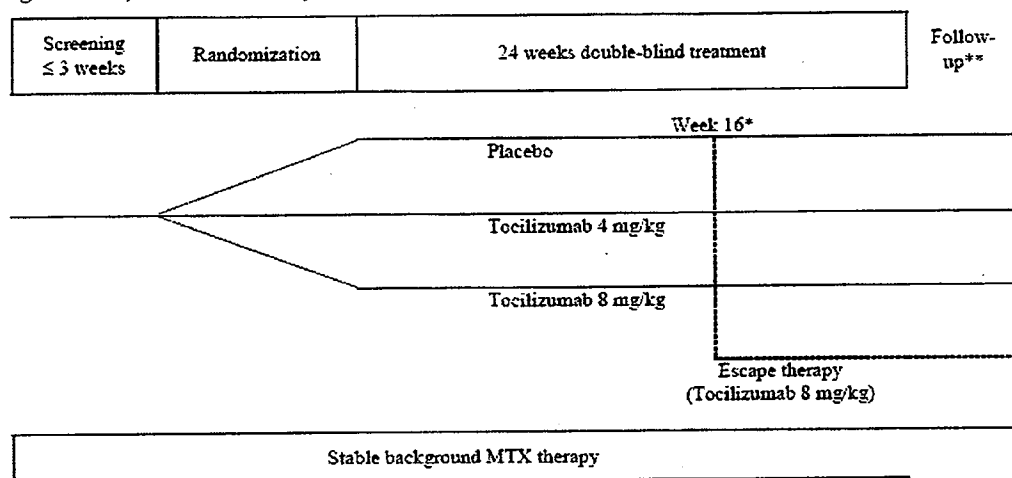 Screening
≤ 3 weeks
Randomization
24 weeks double-blind treatment
Follow-
up**
Week 16*
Placebo
Tocilizumab 4 mg/kg
Tocilizumab 8 mg/kg
Escape therapy
(Tocilizumab 8 mg/kg)
Stable background MTX therapy